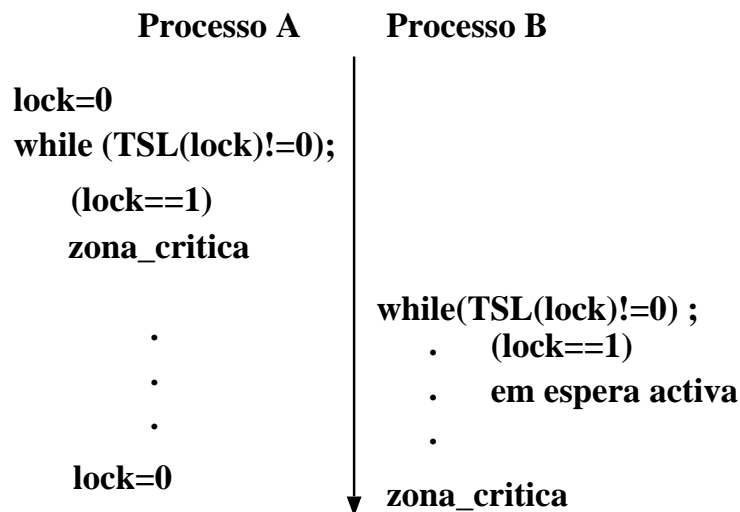 Processo A
Processo B
lock=0
while (TSL(lock)!=0);
(lock==1)
zona_critica
.
.
.
lock=0
while(TSL(lock)!=0) ;
. (lock==1)
. em espera activa
.
zona_critica